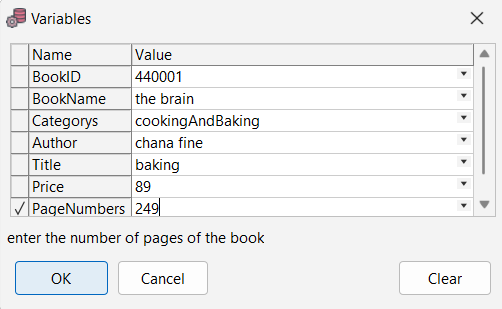 Variables
Name Value
BookID 440001
BookName the brain
Categorys cookingAndBaking
Author chana fine
Title baking
Price 89
PageNumbers 249
enter the number of pages of the book
OK Cancel Clear